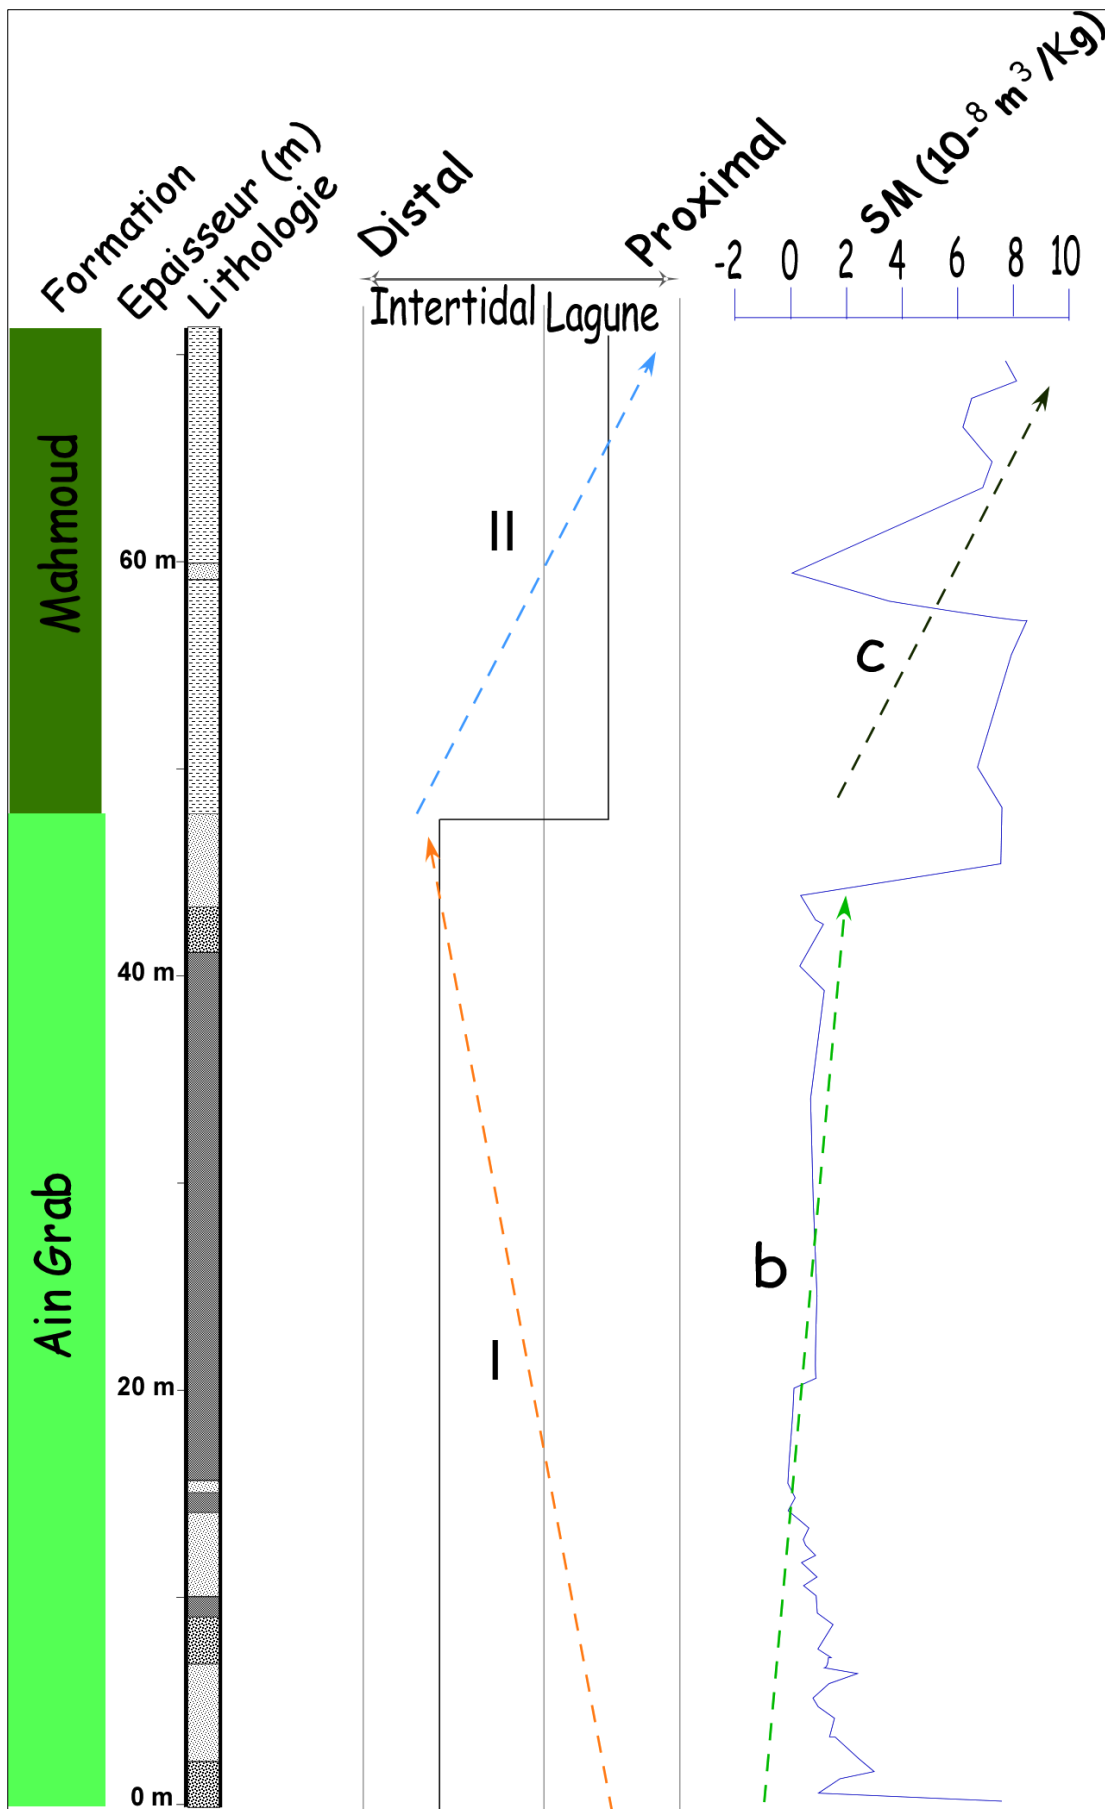 Formation
Epaisseur (m)
Lithologie
Distal
Proximal
SM (10-⁸ m³/Kg)
Intertidal
Lagune
-2 0 2 4 6 8 10
Mahmoud
60 m
II
c
40 m
Ain Grab
b
I
20 m
0 m